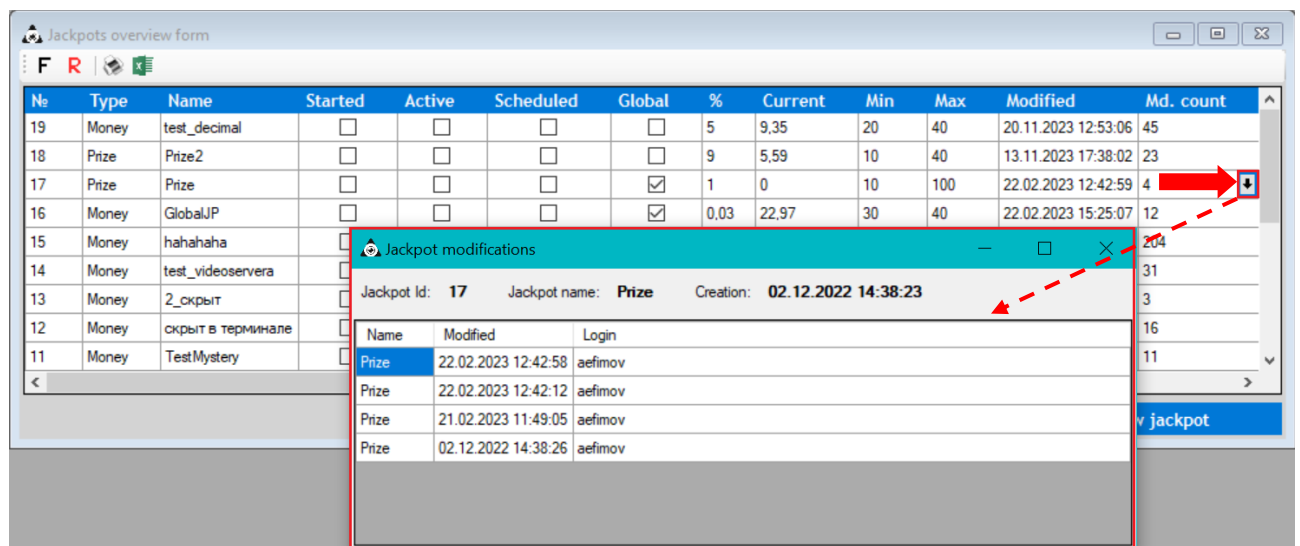 Jackpots overview form
F R
№ Type Name Started Active Scheduled Global % Current Min Max Modified Md. count
19 Money test_decimal 5 9,35 20 40 20.11.2023 12:53:06 45
18 Prize Prize2 9 5,59 10 40 13.11.2023 17:38:02 23
17 Prize Prize 1 0 10 100 22.02.2023 12:42:59 4
16 Money GlobalJP 0,03 22,97 30 40 22.02.2023 15:25:07 12
15 Money hahahaha 204
14 Money test_videoservera 31
13 Money 2_скрыт 3
12 Money скрыт в терминале 16
11 Money TestMystery 11
jackpot
Jackpot modifications
Jackpot Id: 17 Jackpot name: Prize Creation: 02.12.2022 14:38:23
Name Modified Login
Prize 22.02.2023 12:42:58 aefimov
Prize 22.02.2023 12:42:12 aefimov
Prize 21.02.2023 11:49:05 aefimov
Prize 02.12.2022 14:38:26 aefimov